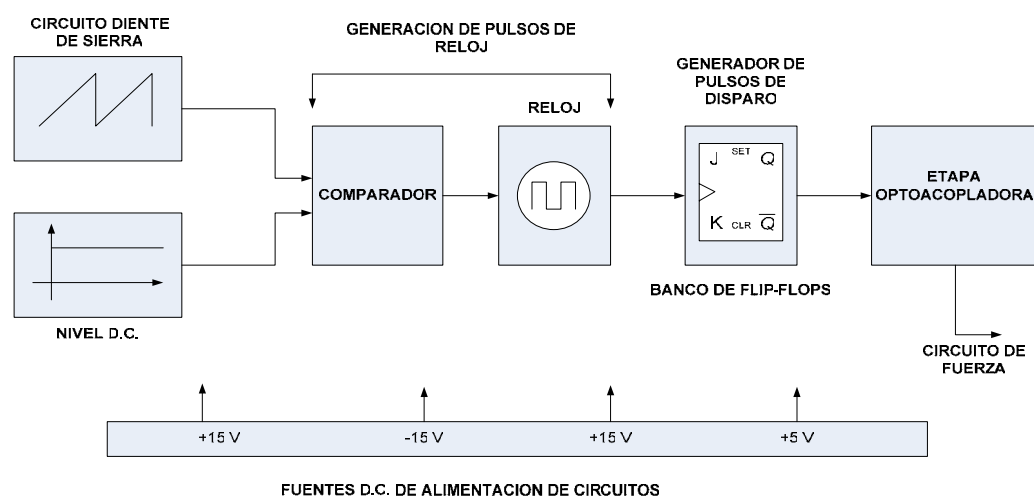 CIRCUITO DIENTE
DE SIERRA
GENERACION DE PULSOS DE
RELOJ
GENERADOR DE
PULSOS DE
DISPARO
RELOJ
COMPARADOR
J SET Q
K CLR Q̅
ETAPA
OPTOACOPLADORA
BANCO DE FLIP-FLOPS
NIVEL D.C.
CIRCUITO DE
FUERZA
+15 V -15 V +15 V +5 V
FUENTES D.C. DE ALIMENTACION DE CIRCUITOS